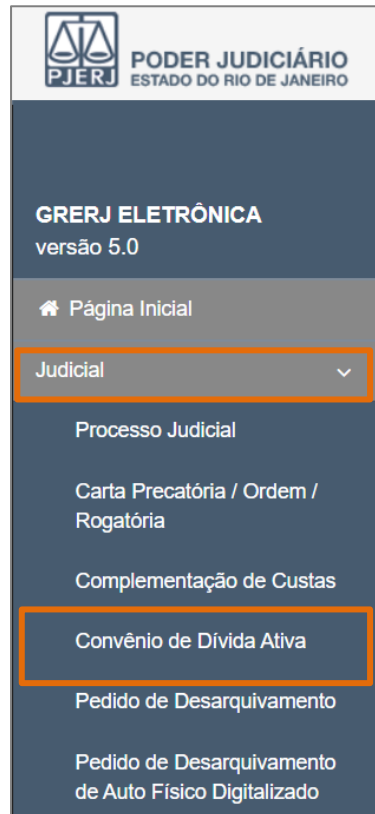 PJERJ
PODER JUDICIÁRIO
ESTADO DO RIO DE JANEIRO
GRERJ ELETRÔNICA
versão 5.0
Página Inicial
Judicial
Processo Judicial
Carta Precatória / Ordem /
Rogatória
Complementação de Custas
Convênio de Dívida Ativa
Pedido de Desarquivamento
Pedido de Desarquivamento
de Auto Físico Digitalizado